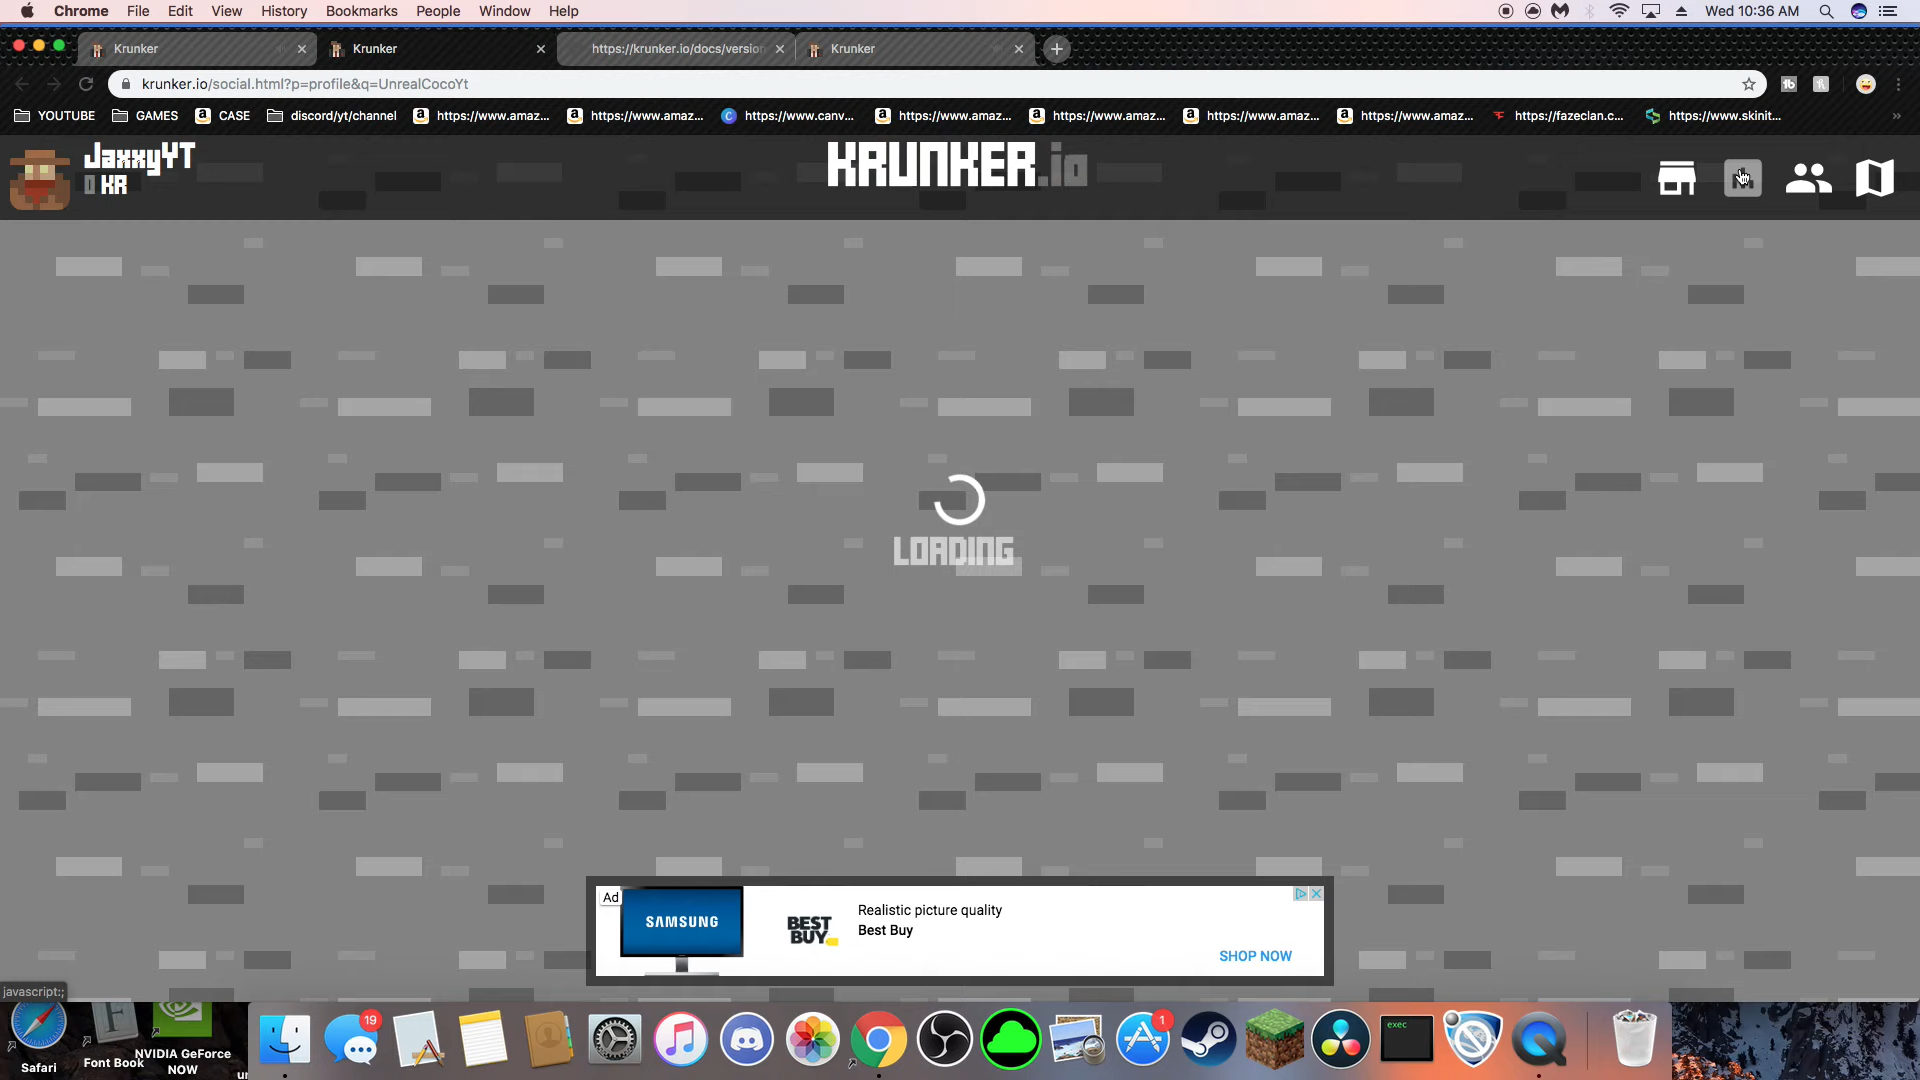 Chrome File Edit View History Bookmarks People Window Help Wed 10:36 AM
Krunker Krunker https://krunker.io/docs/version Krunker
krunker.io/social.html?p=profile&q=UnrealCocoYt
YOUTUBE GAMES CASE discord/yt/channel https://www.amaz... https://www.amaz... https://www.canv... https://www.amaz... https://www.amaz... https://www.amaz... https://www.amaz... https://fazeclan.c... https://www.skinit...
JaxxyYT
0 KR
KRUNKER.io
LOADING
Ad
SAMSUNG
BEST BUY
Realistic picture quality
Best Buy
SHOP NOW
javascript:;
19
1
exec
Safari
Font Book
NVIDIA GeForce
NOW